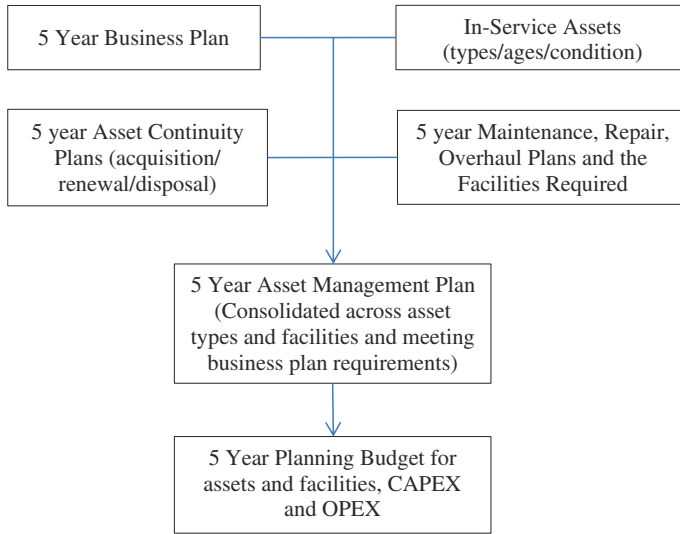 5 Year Business Plan
In-Service Assets
(types/ages/condition)
5 year Asset Continuity
Plans (acquisition/
renewal/disposal)
5 year Maintenance, Repair,
Overhaul Plans and the
Facilities Required
5 Year Asset Management Plan
(Consolidated across asset
types and facilities and meeting
business plan requirements)
5 Year Planning Budget for
assets and facilities, CAPEX
and OPEX